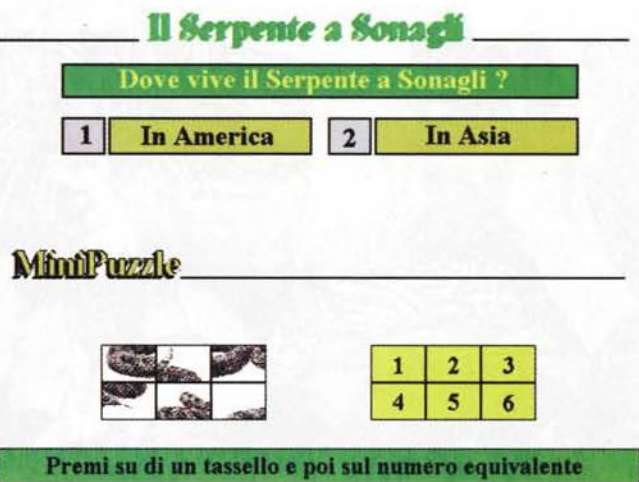 Il Serpente a Sonagli
Dove vive il Serpente a Sonagli ?
1 In America 2 In Asia
MiniPuzzle
1 2 3
4 5 6
Premi su di un tassello e poi sul numero equivalente